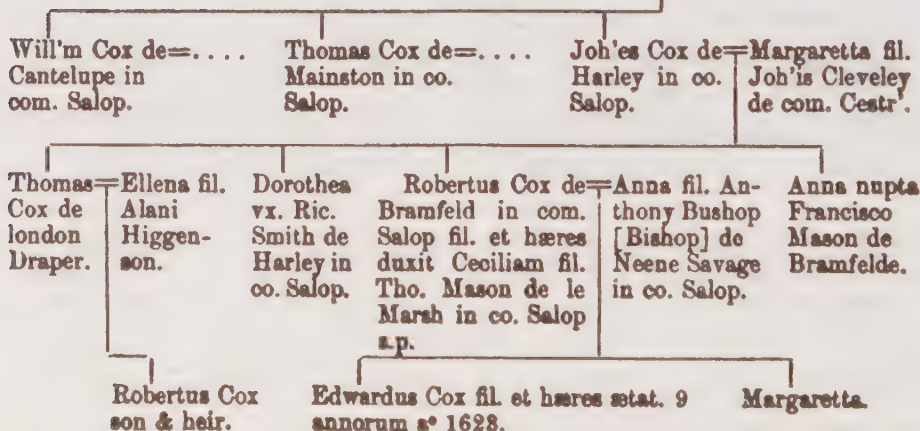 Will'm Cox de=....
Cantelupe in
com. Salop.
Thomas Cox de=....
Mainston in co.
Salop.
Joh'es Cox de=
Harley in co.
Salop.
Margaretta fil.
Joh'is Cleveley
de com. Cestr'.
Thomas=
Cox de
london
Draper.
Ellena fil.
Alani
Higgen-
son.
Dorothea
vx. Ric.
Smith de
Harley in
co. Salop.
Robertus Cox de=
Bramfeld in com.
Salop fil. et hæres
duxit Ceciliam fil.
Tho. Mason de le
Marsh in co. Salop
s.p.
Anna fil. An-
thony Bushop
[Bishop] de
Neene Savage
in co. Salop.
Anna nupta
Francisco
Mason de
Bramfelde.
Robertus Cox
son & heir.
Edwardus Cox fil. et hæres ætat. 9
annorum aº 1623.
Margaretta.